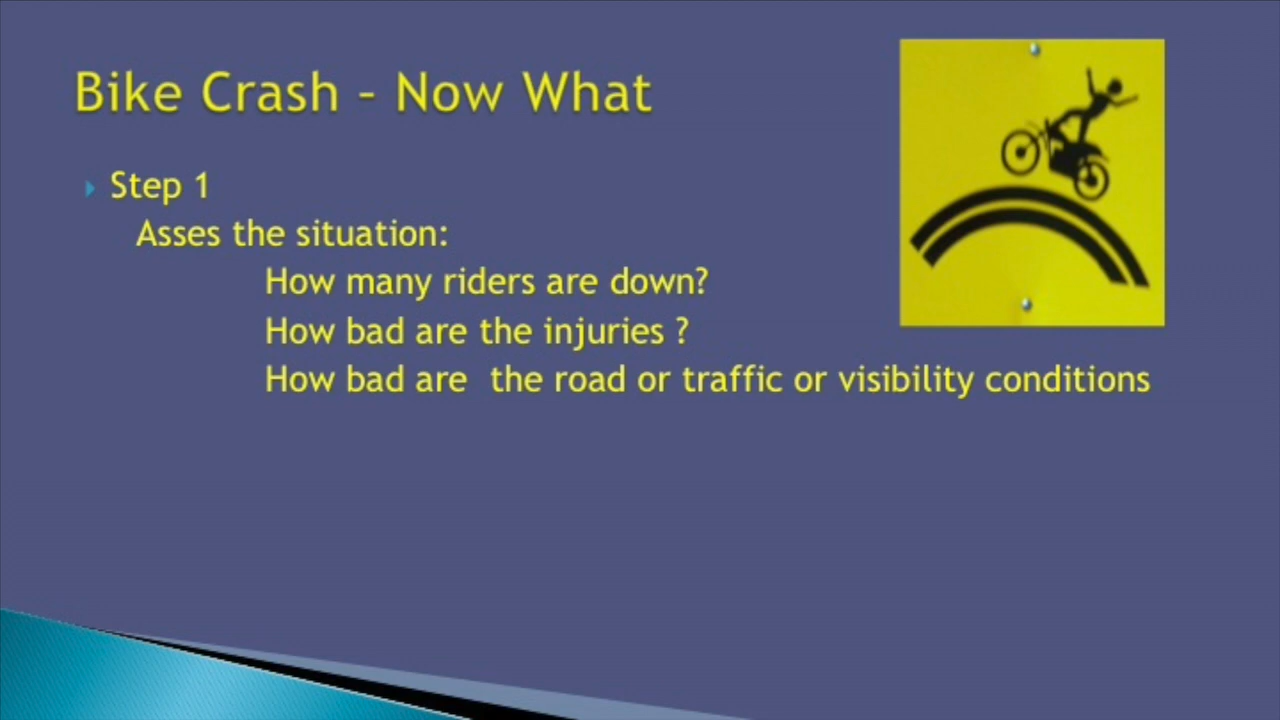 Bike Crash – Now What
Step 1
Asses the situation:
How many riders are down?
How bad are the injuries ?
How bad are  the road or traffic or visibility conditions